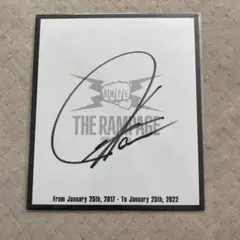 THE RAMPAGE
From January 25th, 2017 - To January 25th, 2022